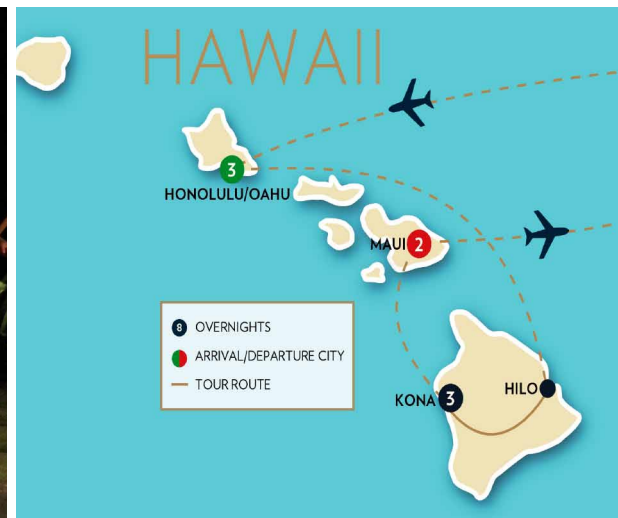 HAWAII
3
HONOLULU/OAHU
MAUI 2
8 OVERNIGHTS
ARRIVAL/DEPARTURE CITY
TOUR ROUTE
KONA 3
HILO